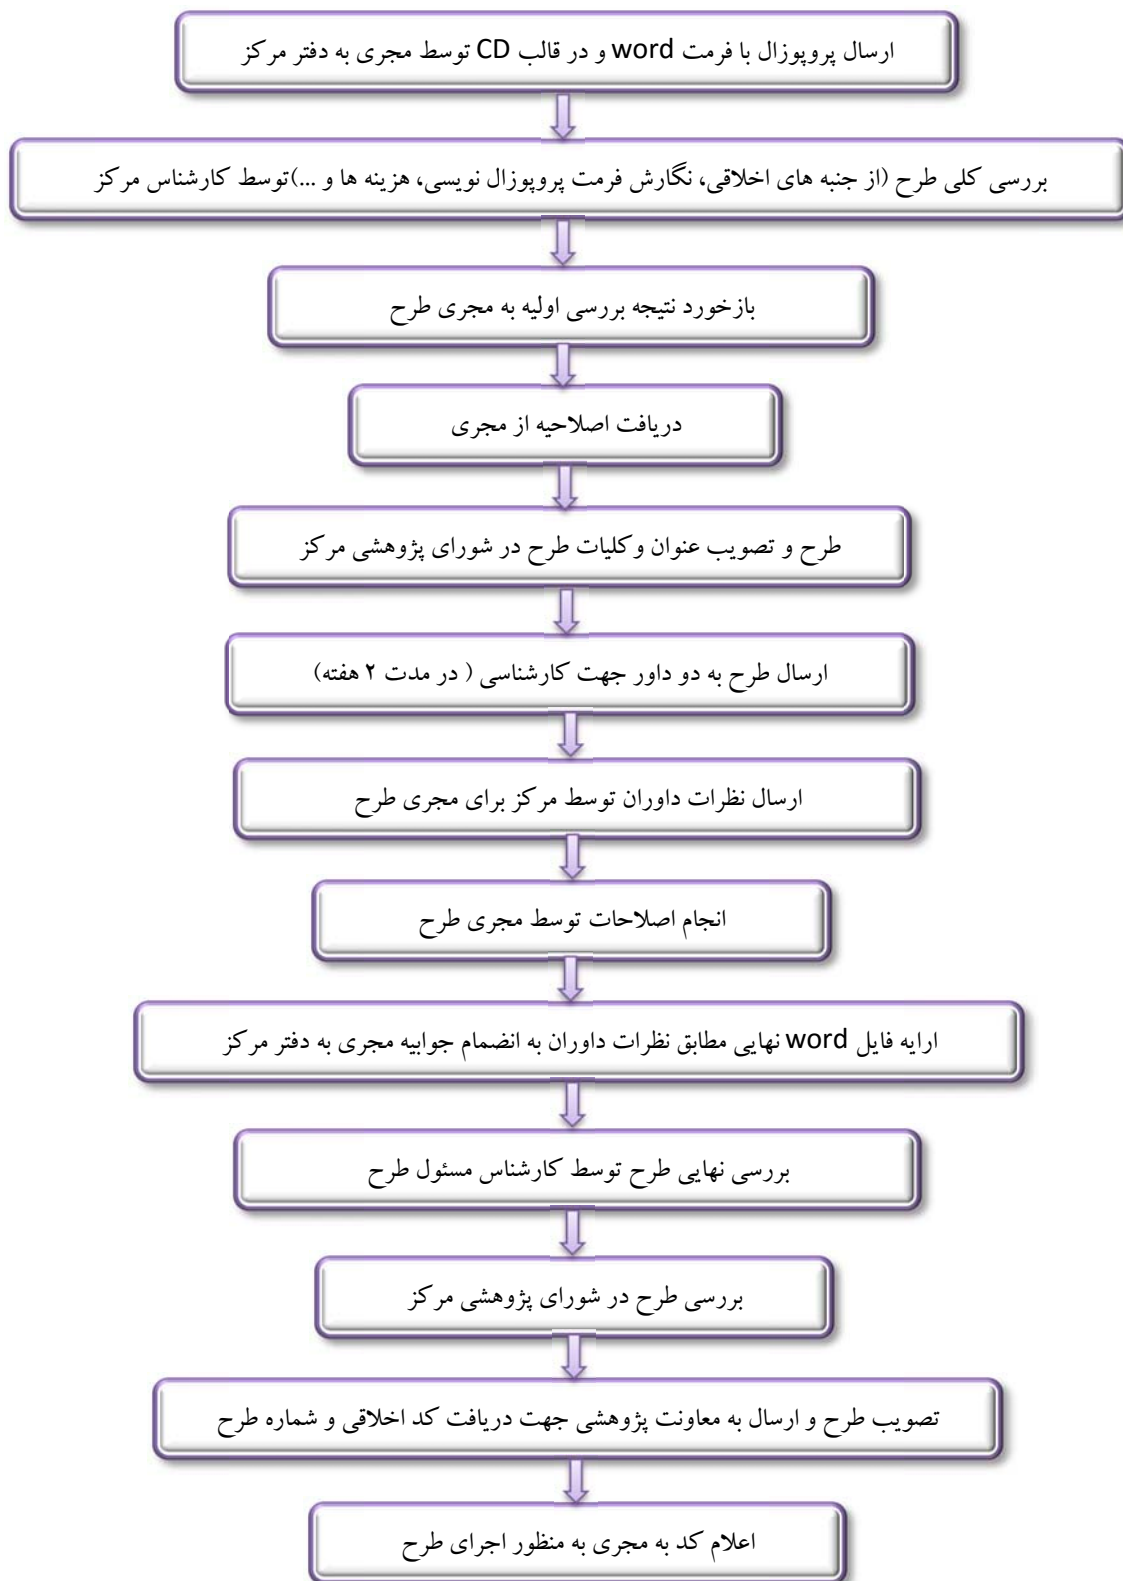 ارسال پروپوزال با فرمت word و در قالب CD توسط مجری به دفتر مرکز
بررسی کلی طرح (از جنبه های اخلاقی، نگارش فرمت پروپوزال نویسی، هزینه ها و ...)توسط کارشناس مرکز
بازخورد نتیجه بررسی اولیه به مجری طرح
دریافت اصلاحیه از مجری
طرح و تصویب عنوان وکلیات طرح در شورای پژوهشی مرکز
ارسال طرح به دو داور جهت کارشناسی ( در مدت ۲ هفته)
ارسال نظرات داوران توسط مرکز برای مجری طرح
انجام اصلاحات توسط مجری طرح
ارایه فایل word نهایی مطابق نظرات داوران به انضمام جوابیه مجری به دفتر مرکز
بررسی نهایی طرح توسط کارشناس مسئول طرح
بررسی طرح در شورای پژوهشی مرکز
تصویب طرح و ارسال به معاونت پژوهشی جهت دریافت کد اخلاقی و شماره طرح
اعلام کد به مجری به منظور اجرای طرح